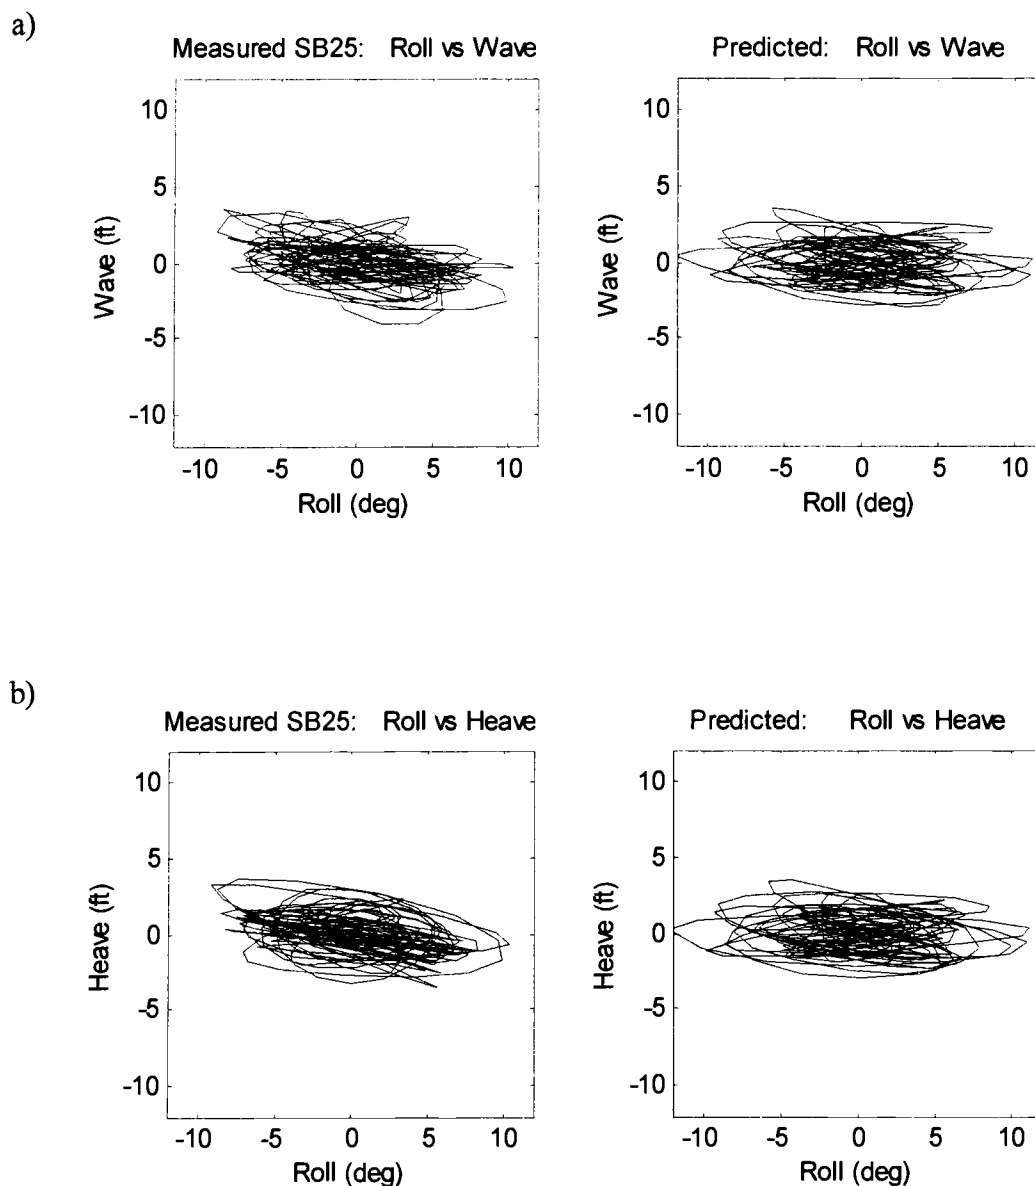 a)
Measured SB25: Roll vs Wave
Predicted: Roll vs Wave
10
5
0
-5
-10
Wave (ft)
-10 -5 0 5 10
Roll (deg)
10
5
0
-5
-10
Wave (ft)
-10 -5 0 5 10
Roll (deg)
b)
Measured SB25: Roll vs Heave
Predicted: Roll vs Heave
10
5
0
-5
-10
Heave (ft)
-10 -5 0 5 10
Roll (deg)
10
5
0
-5
-10
Heave (ft)
-10 -5 0 5 10
Roll (deg)